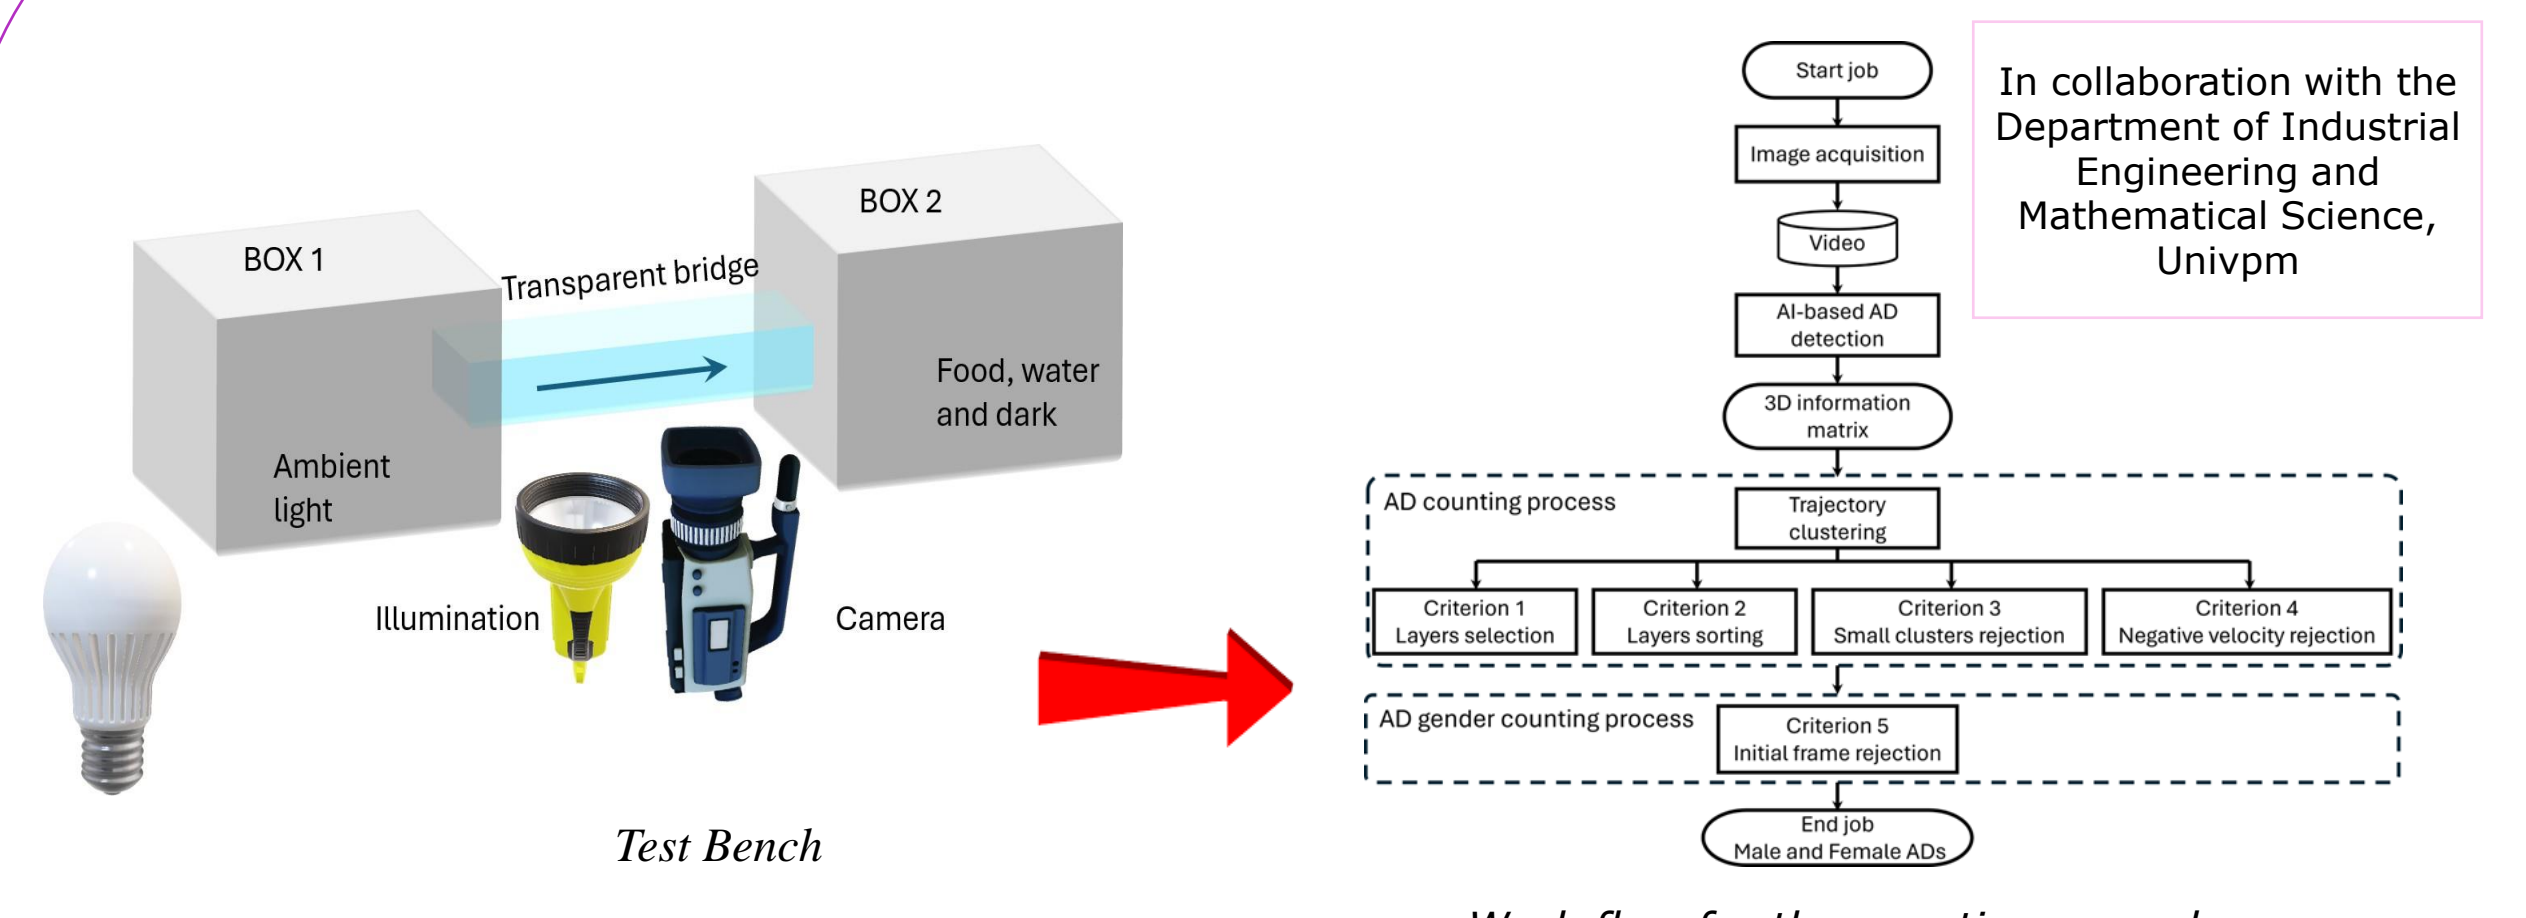 BOX 1
BOX 2
Transparent bridge
Food, water
and dark
Ambient
light
Illumination
Camera
Test Bench
Start job
Image acquisition
Video
AI-based AD
detection
3D information
matrix
AD counting process
Trajectory
clustering
Criterion 1
Layers selection
Criterion 2
Layers sorting
Criterion 3
Small clusters rejection
Criterion 4
Negative velocity rejection
AD gender counting process
Criterion 5
Initial frame rejection
End job
Male and Female ADs
In collaboration with the
Department of Industrial
Engineering and
Mathematical Science,
Univpm